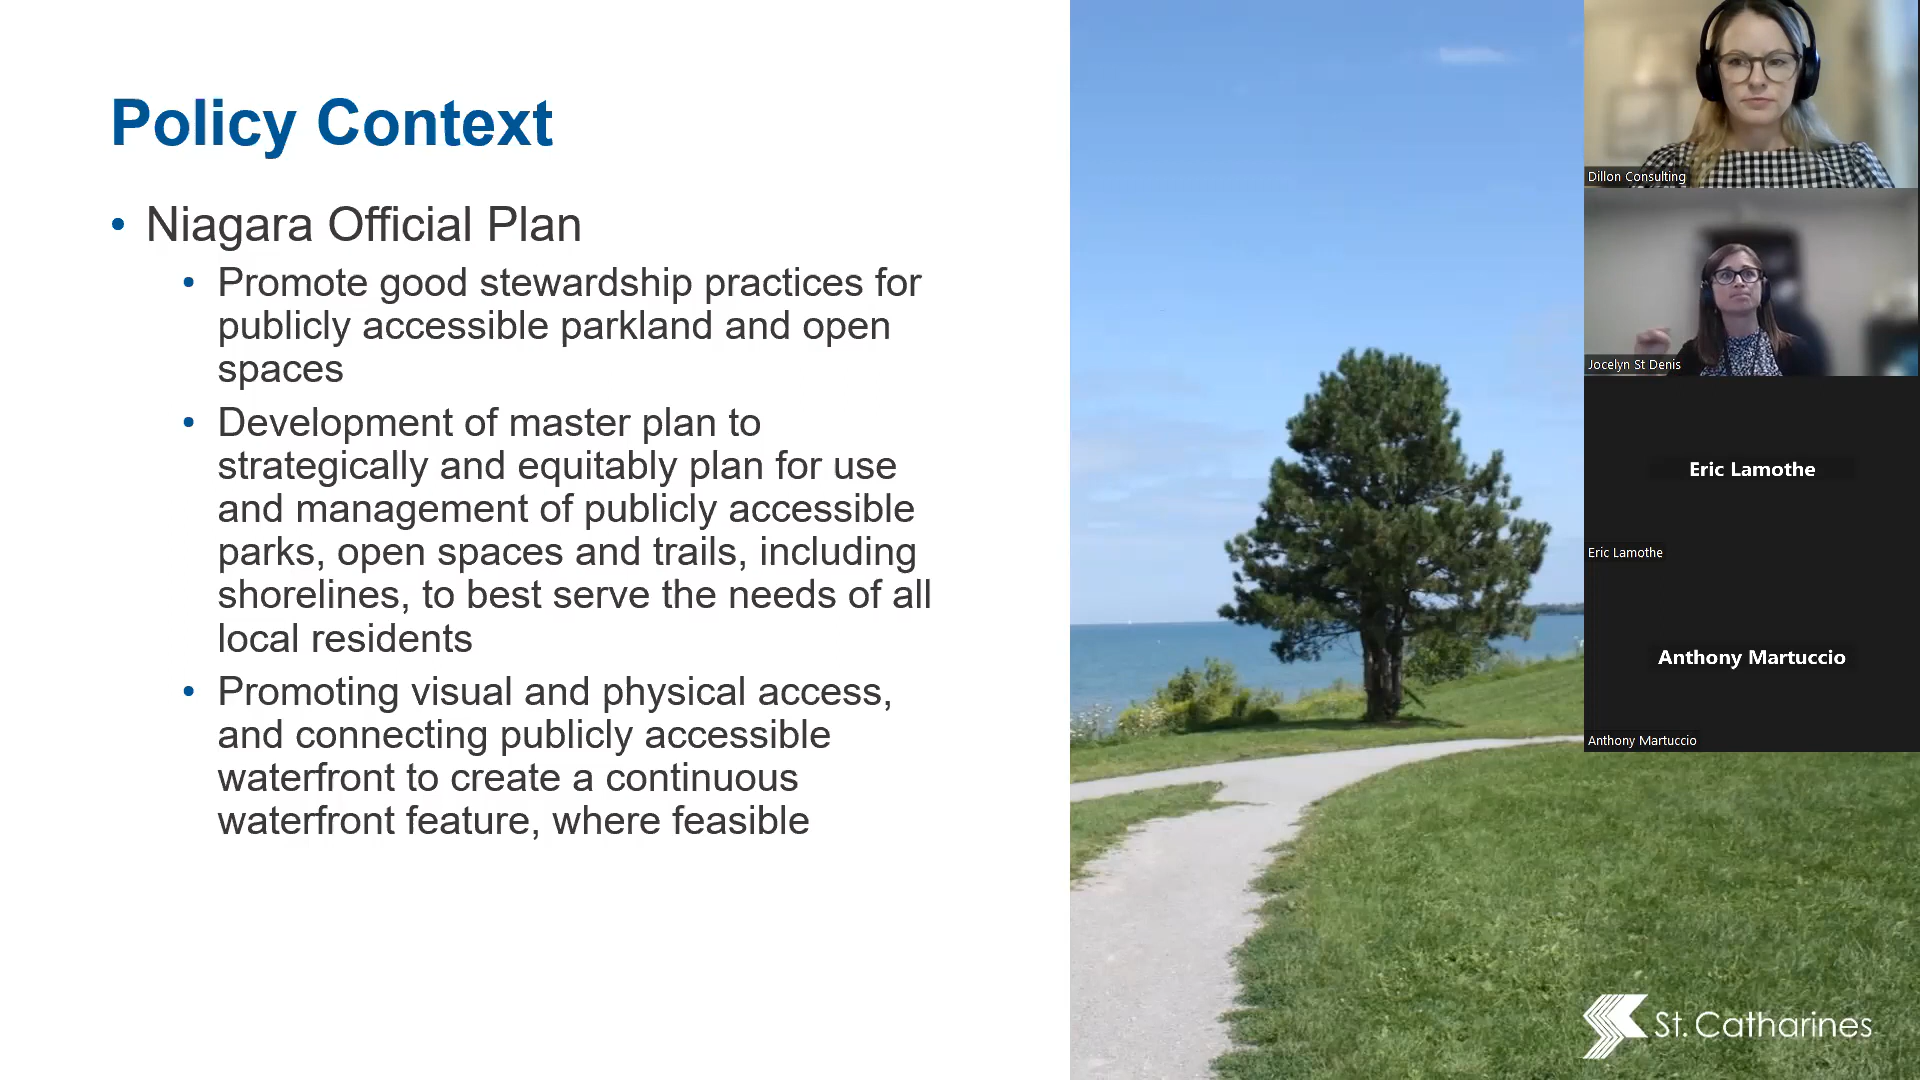 Policy Context
• Niagara Official Plan
• Promote good stewardship practices for
publicly accessible parkland and open
spaces
• Development of master plan to
strategically and equitably plan for use
and management of publicly accessible
parks, open spaces and trails, including
shorelines, to best serve the needs of all
local residents
• Promoting visual and physical access,
and connecting publicly accessible
waterfront to create a continuous
waterfront feature, where feasible
Dillon Consulting
Jocelyn St Denis
Eric Lamothe
Eric Lamothe
Anthony Martuccio
Anthony Martuccio
St. Catharines